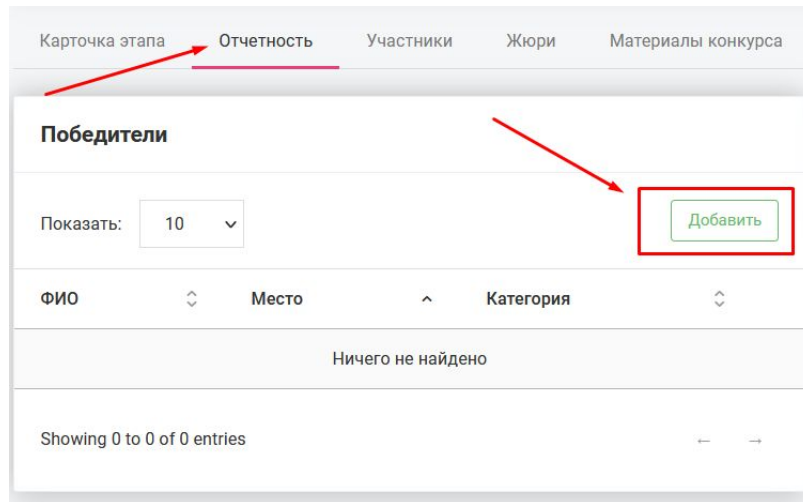 Карточка этапа Отчетность Участники Жюри Материалы конкурса
Победители
Показать: 10 Добавить
ФИО Место Категория
Ничего не найдено
Showing 0 to 0 of 0 entries ← →